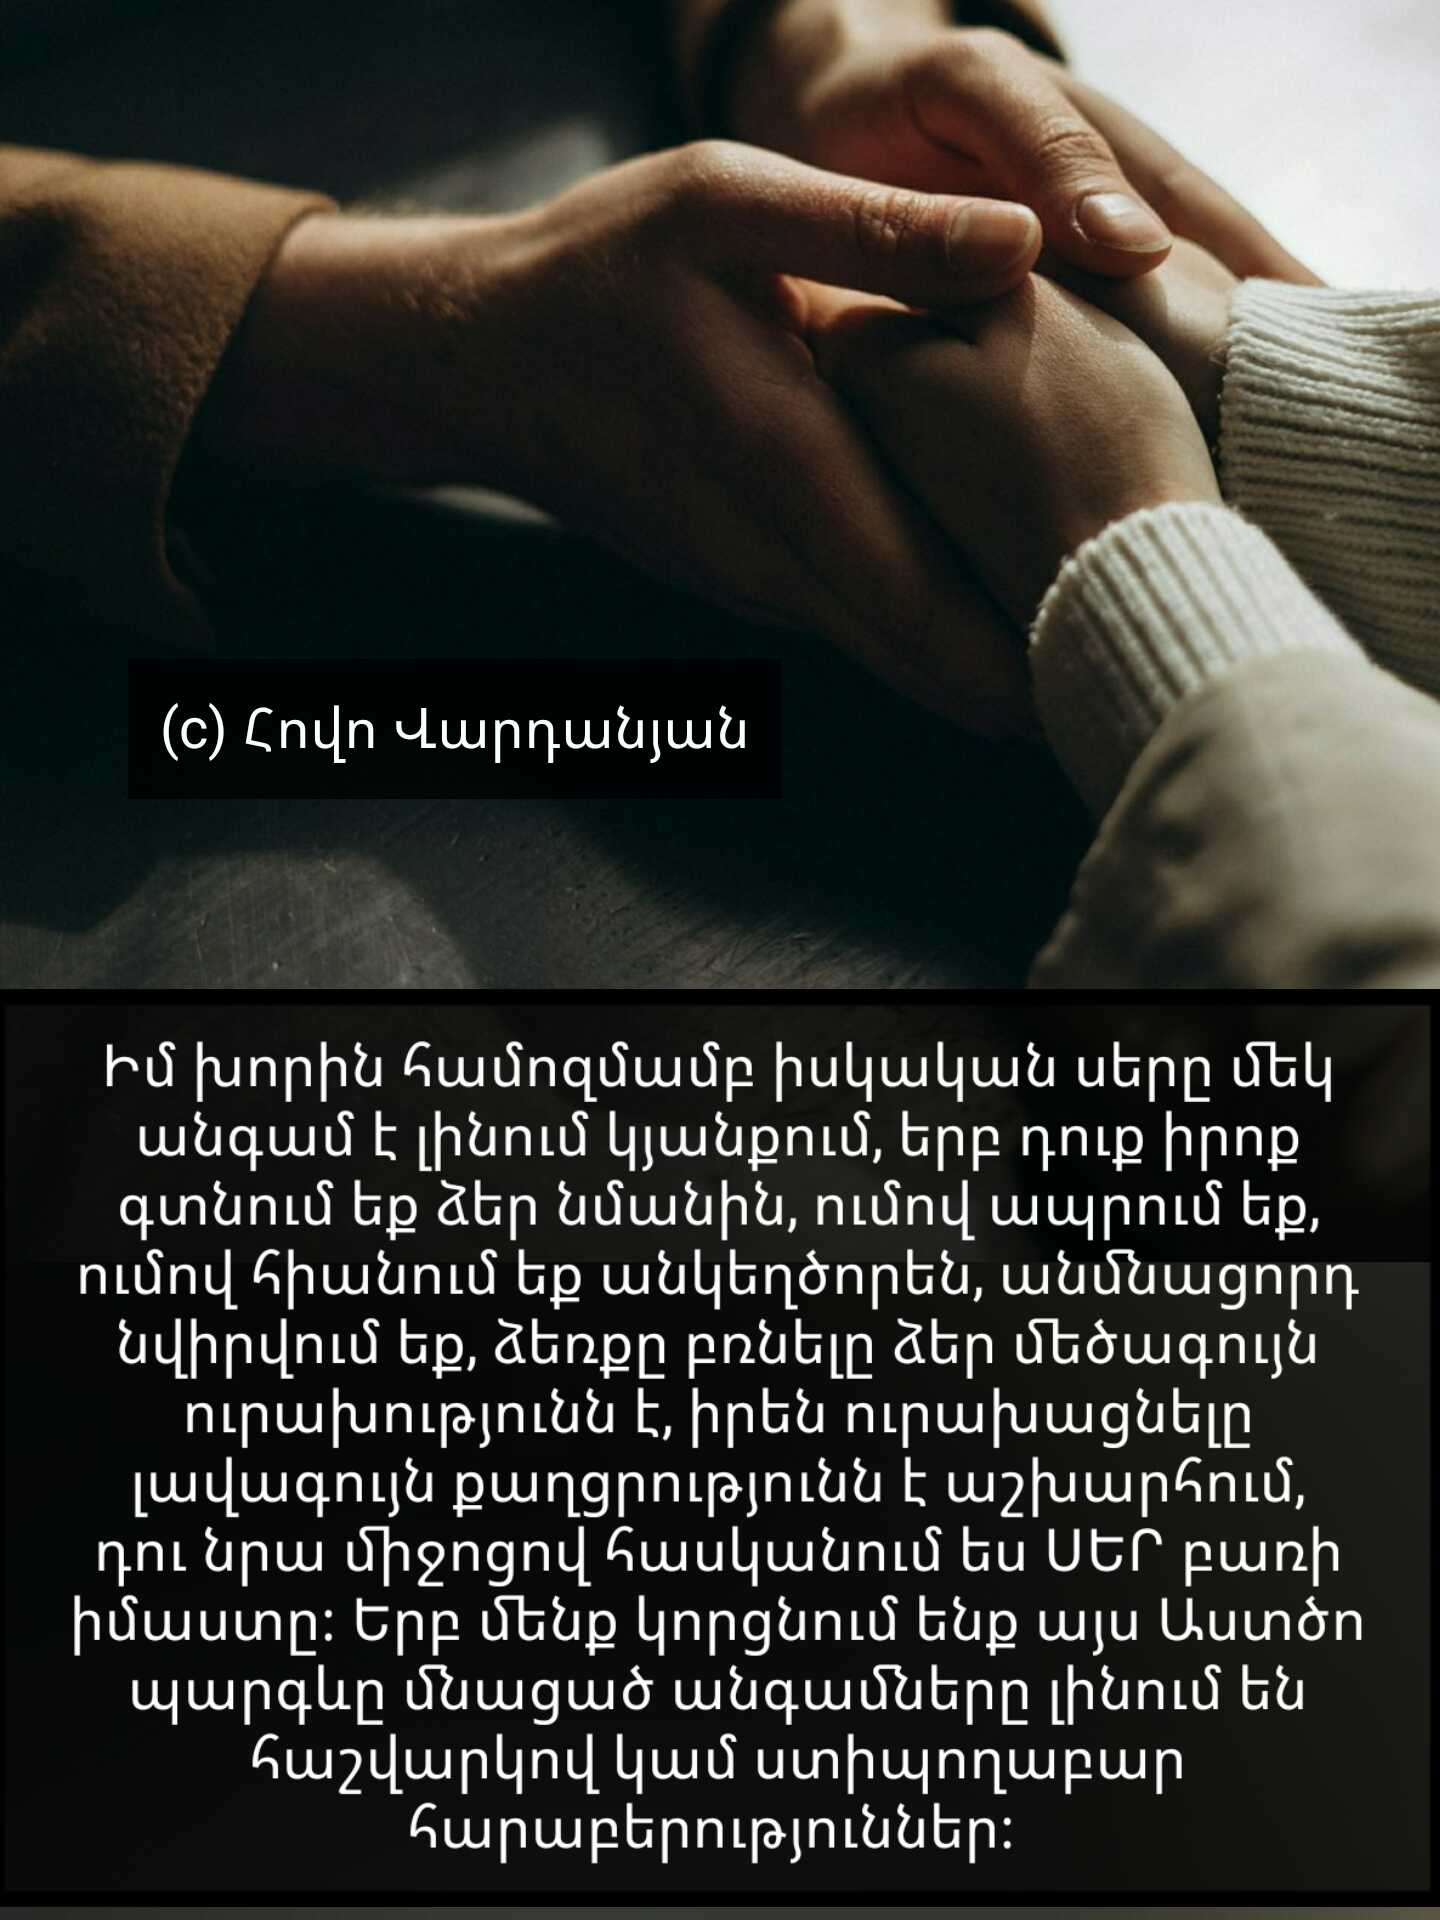 (c) Հովո Վարդանյան
Իմ խորին համոզմամբ իսկական սերը մեկ
անգամ է լինում կյանքում, երբ դուք իրոք
գտնում եք ձեր նմանին, ումով ապրում եք,
ումով հիանում եք անկեղծորեն, անմնացորդ
նվիրվում եք, ձեռքը բռնելը ձեր մեծագույն
ուրախությունն է, իրեն ուրախացնելը
լավագույն քաղցրությունն է աշխարհում,
դու նրա միջոցով հասկանում ես ՍԵՐ բառի
իմաստը: Երբ մենք կորցնում ենք այս Աստծո
պարգևը մնացած անգամները լինում են
հաշվարկով կամ ստիպողաբար
հարաբերություններ: